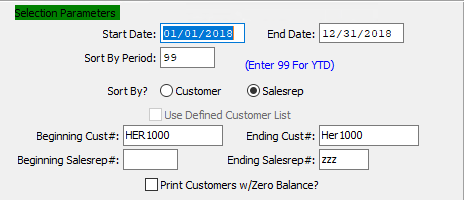 Selection Parameters
Start Date: 01/01/2018 End Date: 12/31/2018
Sort By Period: 99 (Enter 99 For YTD)
Sort By? Customer Salesrep
Use Defined Customer List
Beginning Cust#: HER1000 Ending Cust#: Her1000
Beginning Salesrep#: Ending Salesrep#: zzz
Print Customers w/Zero Balance?